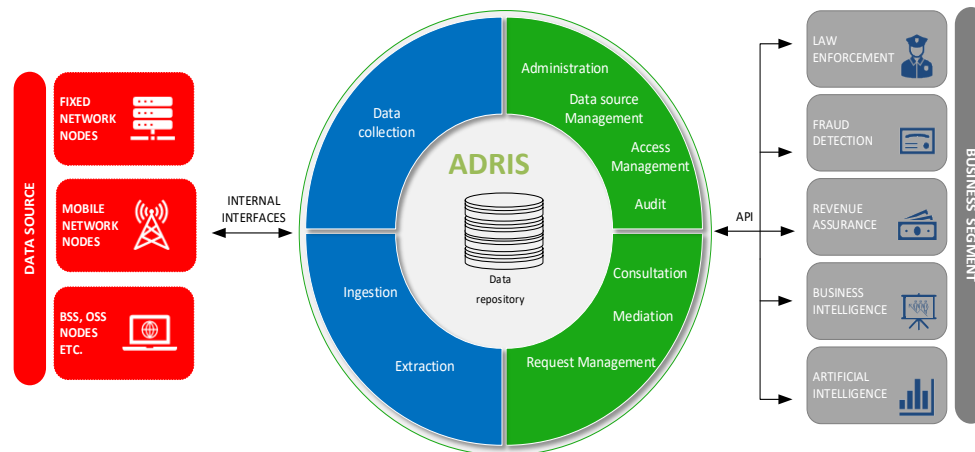 DATA SOURCE
FIXED
NETWORK
NODES
MOBILE
NETWORK
NODES
BSS, OSS
NODES
ETC.
INTERNAL
INTERFACES
Data
collection
Ingestion
Extraction
ADRIS
Data
repository
Administration
Data source
Management
Access
Management
Audit
Consultation
Mediation
Request Management
API
LAW
ENFORCEMENT
FRAUD
DETECTION
REVENUE
ASSURANCE
BUSINESS
INTELLIGENCE
ARTIFICIAL
INTELLIGENCE
BUSINESS SEGMENT